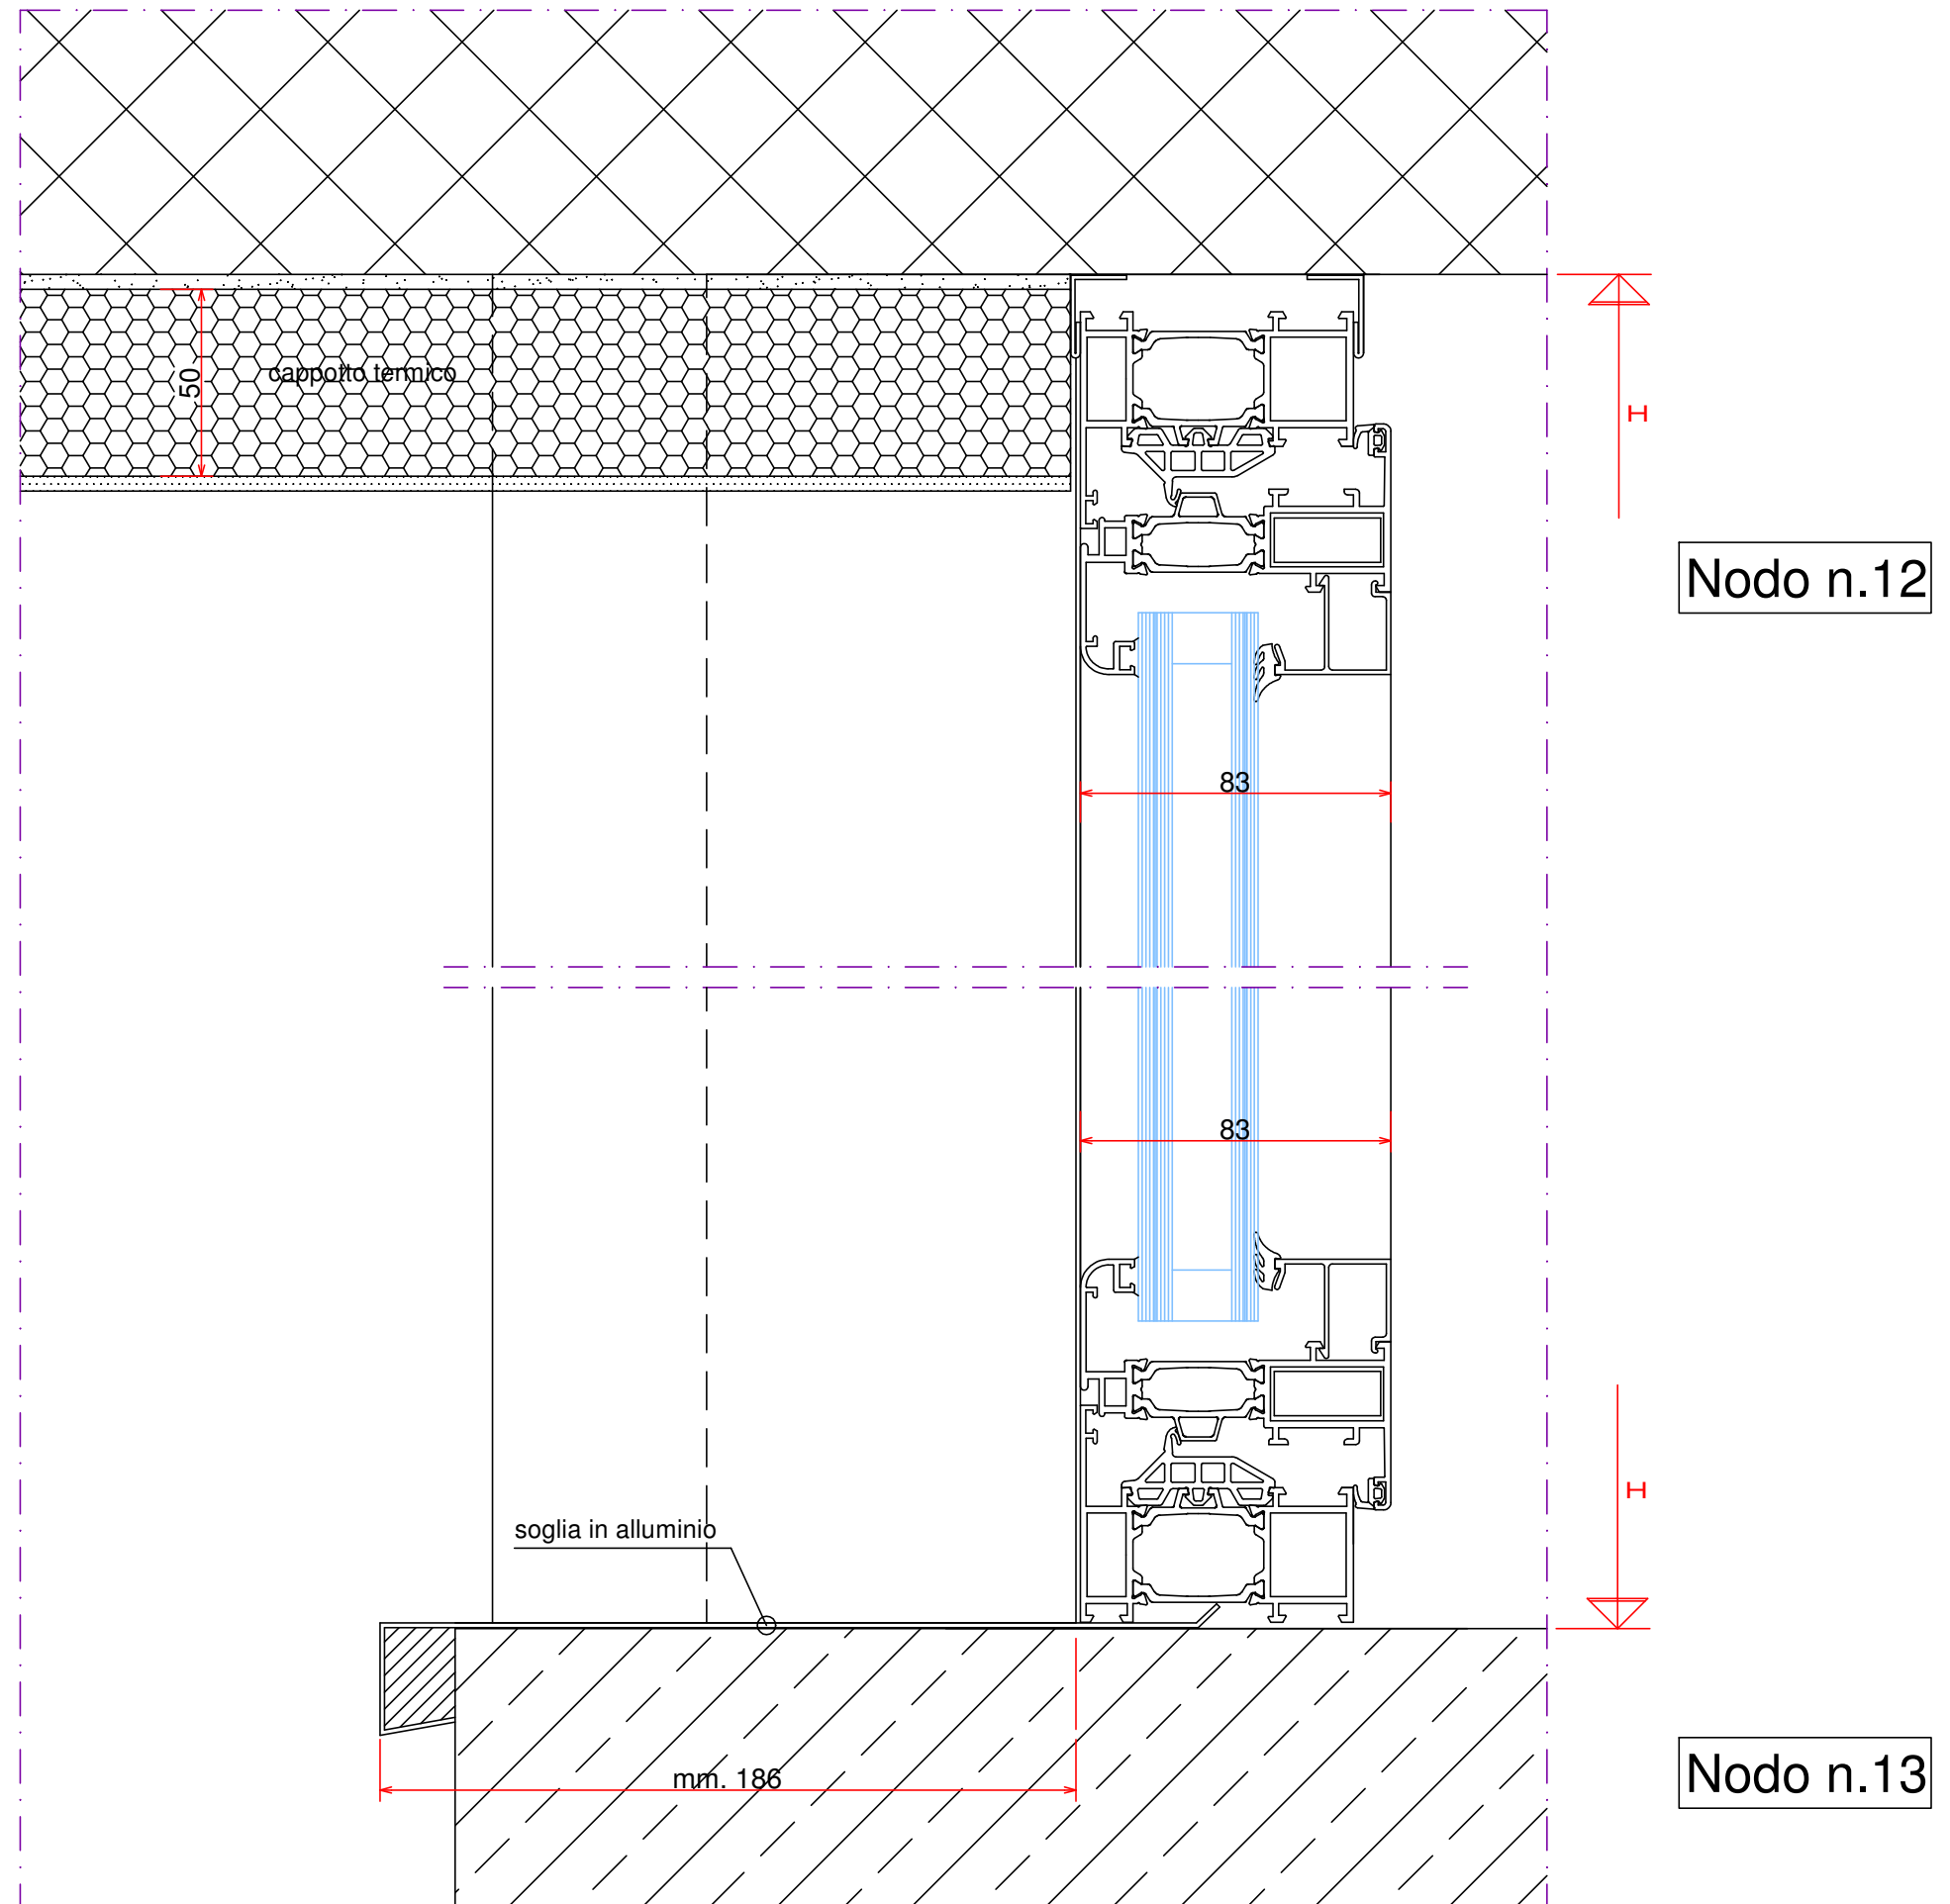 50
cappotto termico
H
Nodo n.12
83
83
H
soglia in alluminio
mm. 186
Nodo n.13